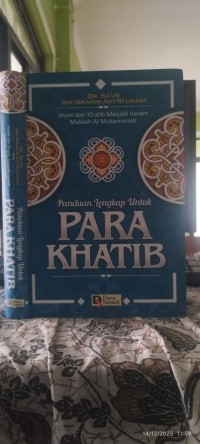 DR. SA'UD
BIN IBRAHIM ASY-SYURAIM
Imam dan Khatib Masjidil Haram
Makkah Al Mukarramah
Panduan Lengkap Untuk
PARA
KHATIB
Panduan Lengkap Untuk
PARA KHATIB
14/12/2025 11:59